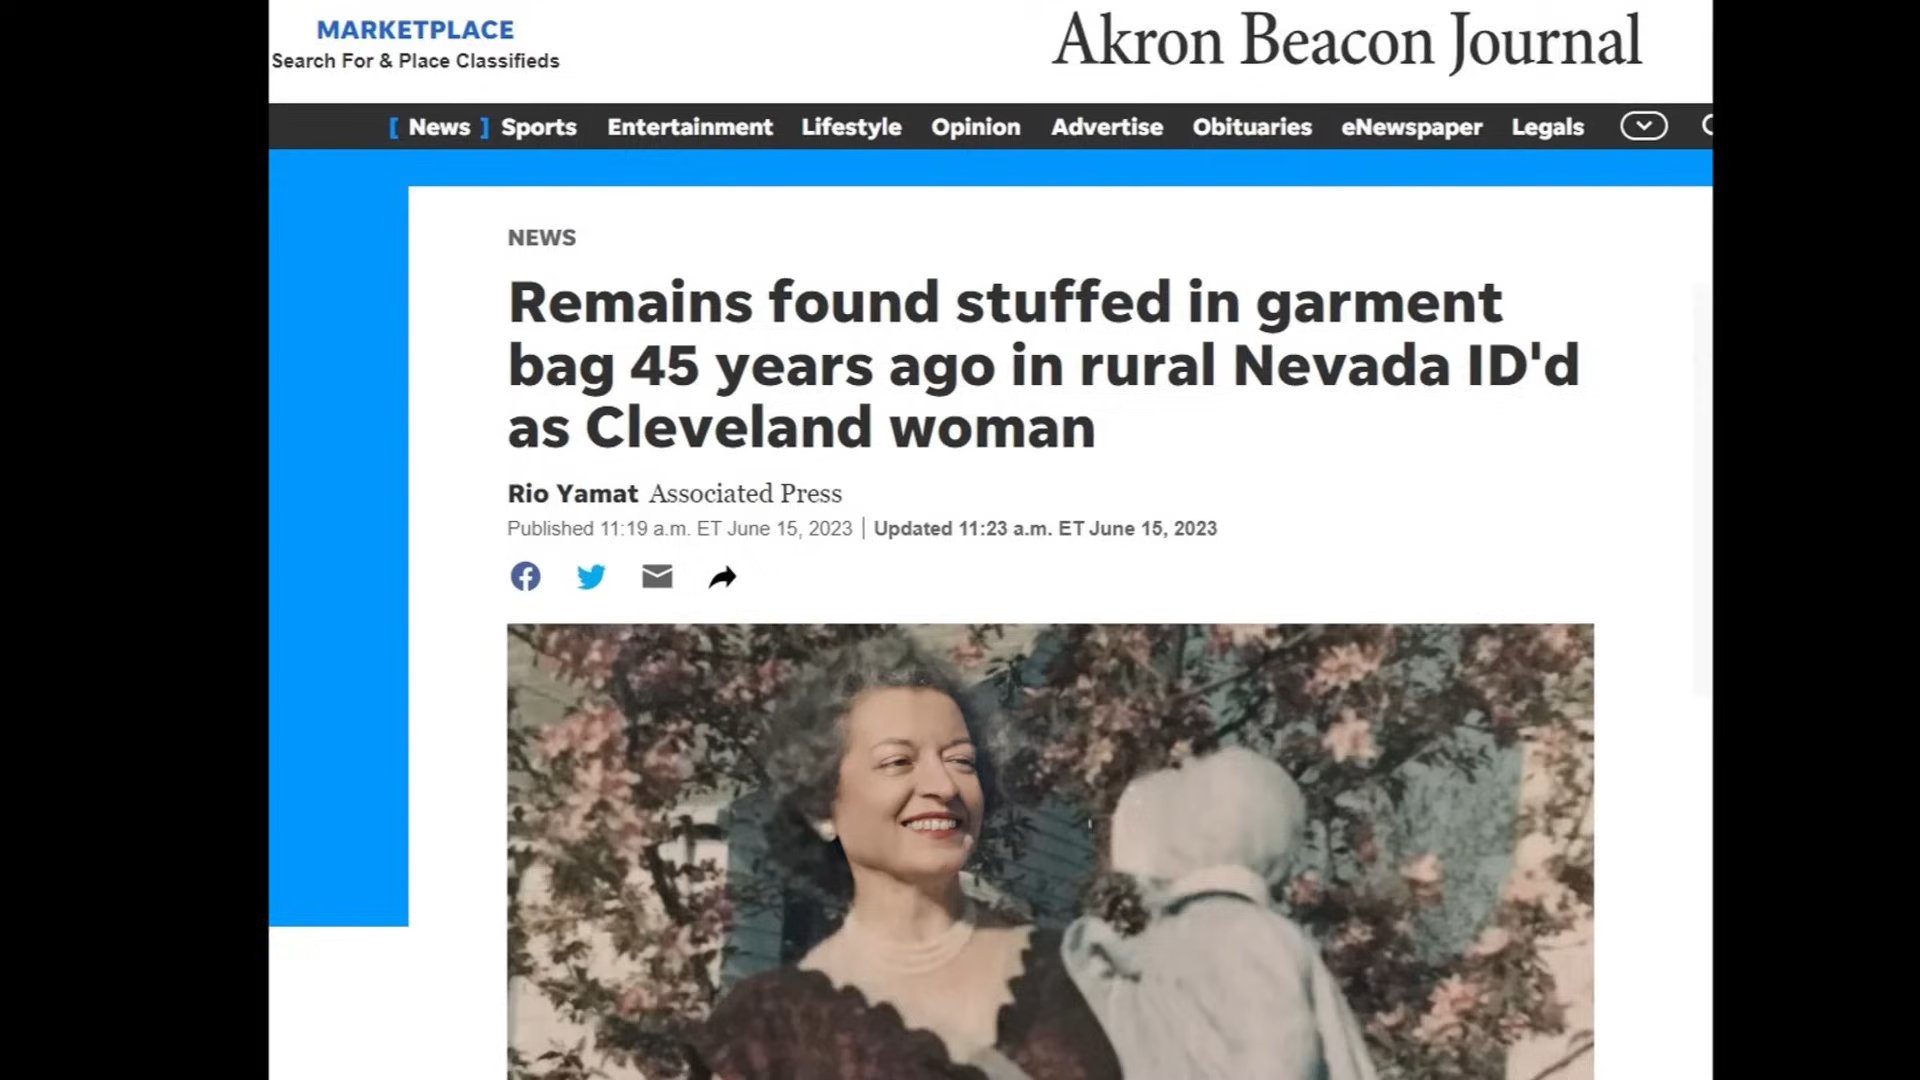 MARKETPLACE
Search For & Place Classifieds
Akron Beacon Journal
[ News ] Sports Entertainment Lifestyle Opinion Advertise Obituaries eNewspaper Legals
NEWS
Remains found stuffed in garment
bag 45 years ago in rural Nevada ID'd
as Cleveland woman
Rio Yamat Associated Press
Published 11:19 a.m. ET June 15, 2023 | Updated 11:23 a.m. ET June 15, 2023